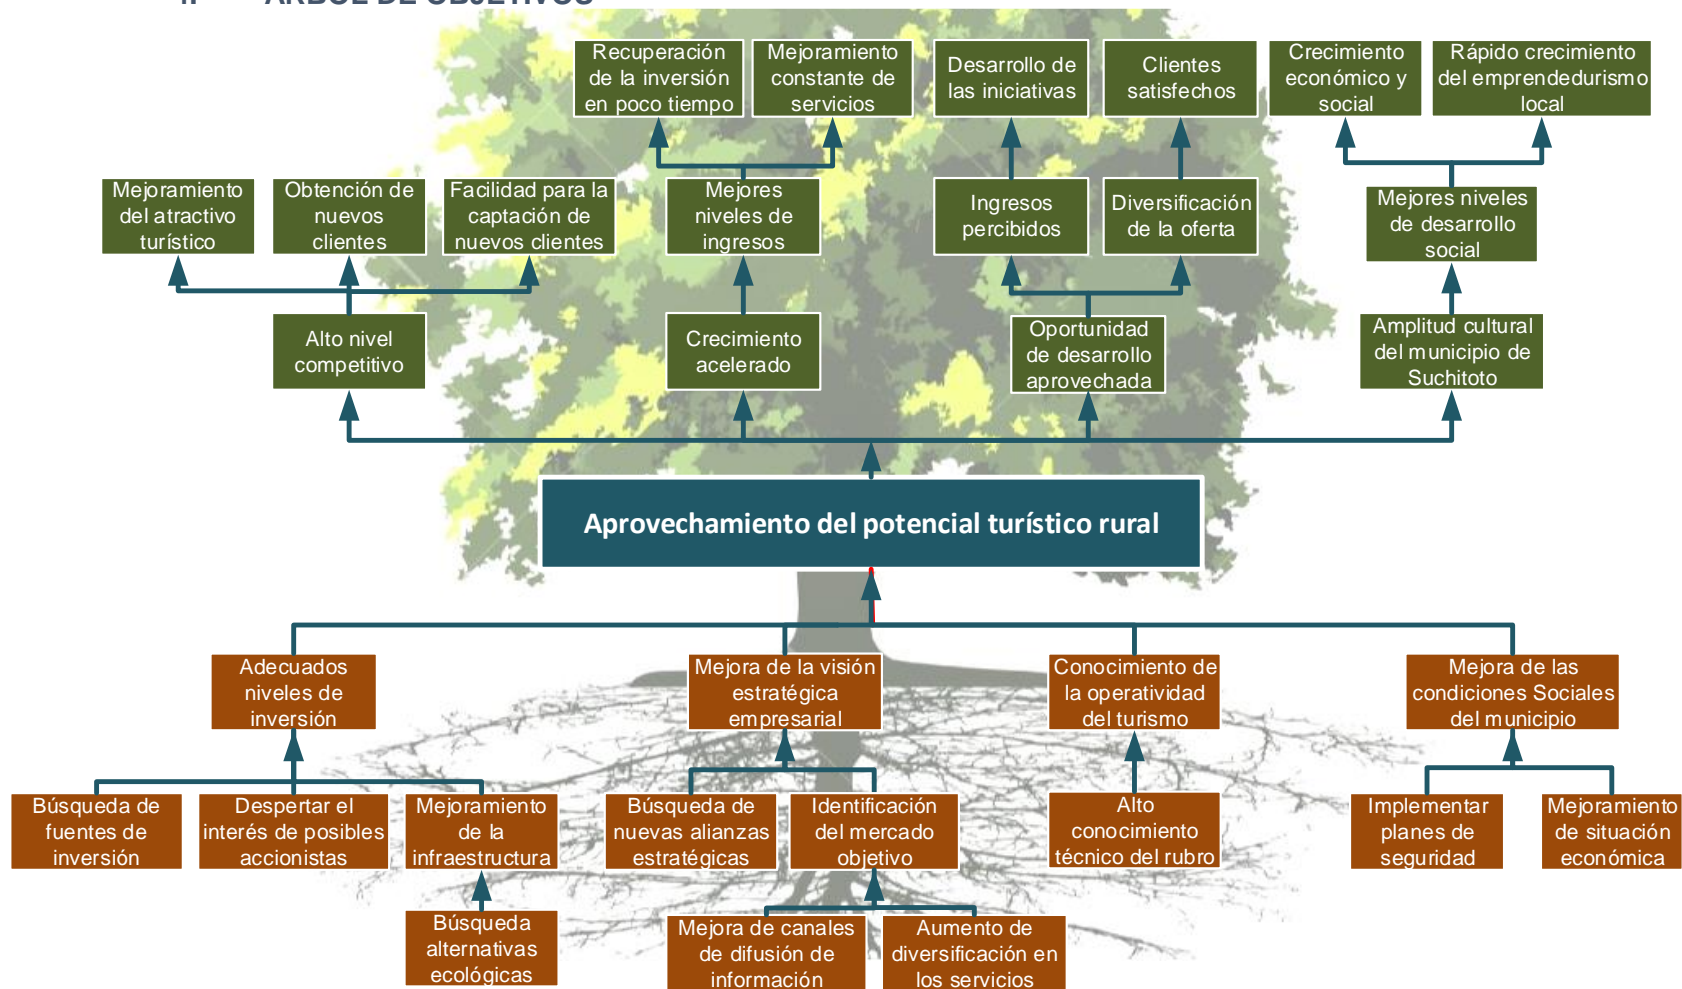 ÁRBOL DE OBJETIVOS
Recuperación
de la inversión
en poco tiempo
Mejoramiento
constante de
servicios
Desarrollo de
las iniciativas
Clientes
satisfechos
Crecimiento
económico y
social
Rápido crecimiento
del emprendedurismo
local
Mejoramiento
del atractivo
turístico
Obtención de
nuevos
clientes
Facilidad para la
captación de
nuevos clientes
Mejores
niveles de
ingresos
Ingresos
percibidos
Diversificación
de la oferta
Mejores niveles
de desarrollo
social
Alto nivel
competitivo
Crecimiento
acelerado
Oportunidad
de desarrollo
aprovechada
Amplitud cultural
del municipio de
Suchitoto
Aprovechamiento del potencial turístico rural
Adecuados
niveles de
inversión
Mejora de la visión
estratégica
empresarial
Conocimiento de
la operatividad
del turismo
Mejora de las
condiciones Sociales
del municipio
Búsqueda de
fuentes de
inversión
Despertar el
interés de posibles
accionistas
Mejoramiento
de la
infraestructura
Búsqueda de
nuevas alianzas
estratégicas
Identificación
del mercado
objetivo
Alto
conocimiento
técnico del rubro
Implementar
planes de
seguridad
Mejoramiento
de situación
económica
Búsqueda
alternativas
ecológicas
Mejora de canales
de difusión de
información
Aumento de
diversificación en
los servicios